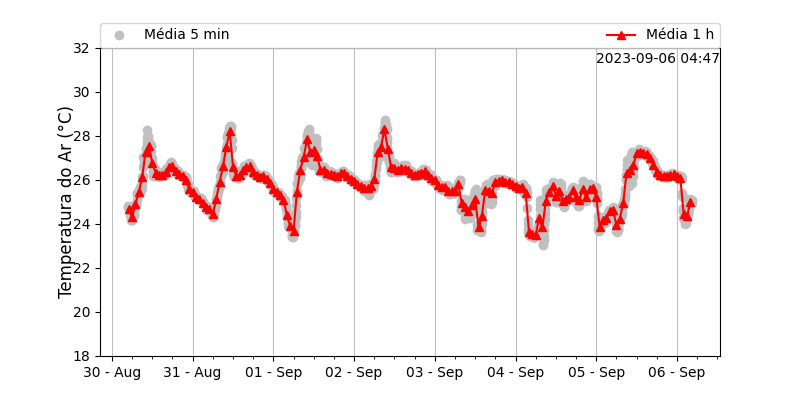 Média 5 min
Média 1 h
2023-09-06 04:47
Temperatura do Ar (°C)
32
30
28
26
24
22
20
18
30 - Aug
31 - Aug
01 - Sep
02 - Sep
03 - Sep
04 - Sep
05 - Sep
06 - Sep